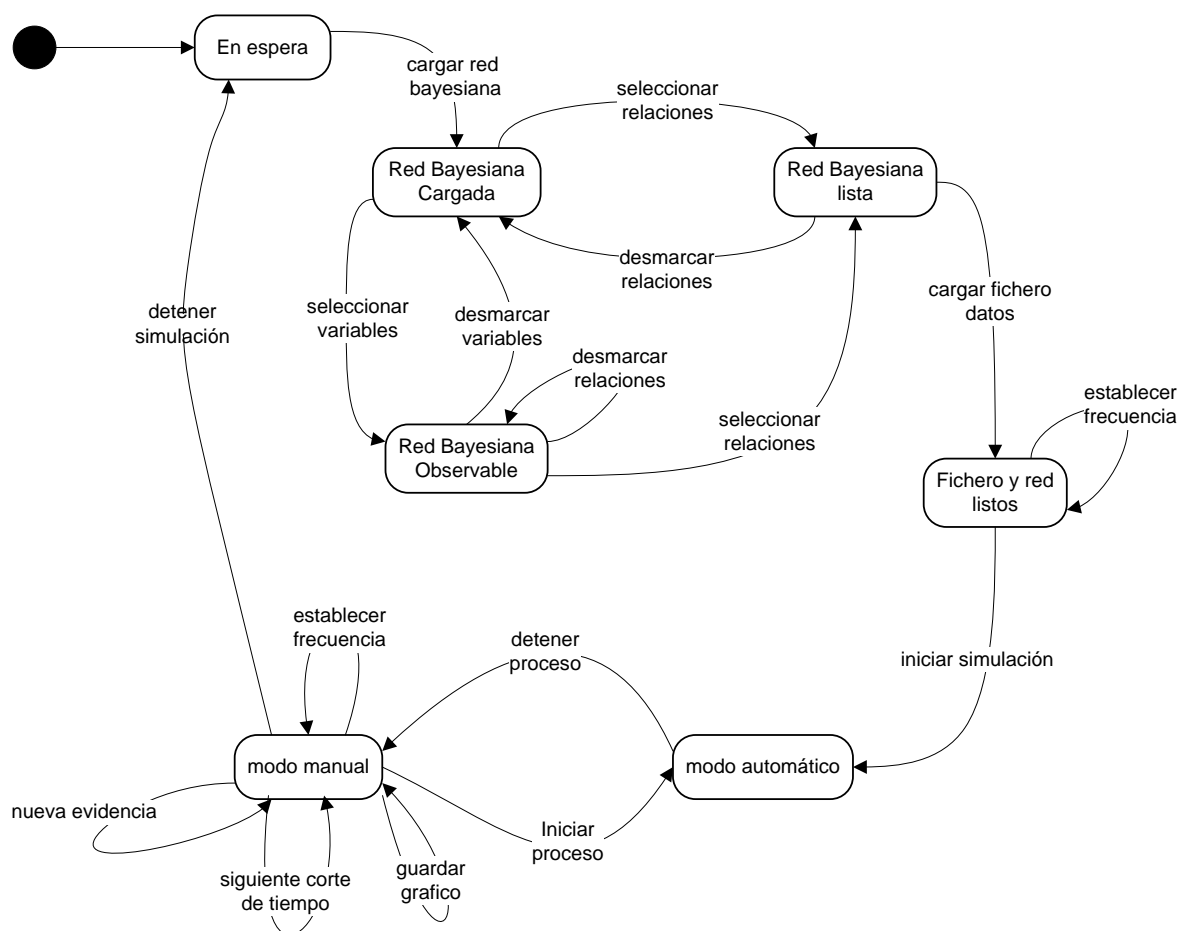 En espera
cargar red
bayesiana
seleccionar
relaciones
Red Bayesiana
Cargada
Red Bayesiana
lista
desmarcar
relaciones
cargar fichero
datos
detener
simulación
seleccionar
variables
desmarcar
variables
desmarcar
relaciones
establecer
frecuencia
seleccionar
relaciones
Red Bayesiana
Observable
Fichero y red
listos
establecer
frecuencia
detener
proceso
iniciar simulación
modo manual
modo automático
nueva evidencia
Iniciar
proceso
siguiente corte
de tiempo
guardar
grafico